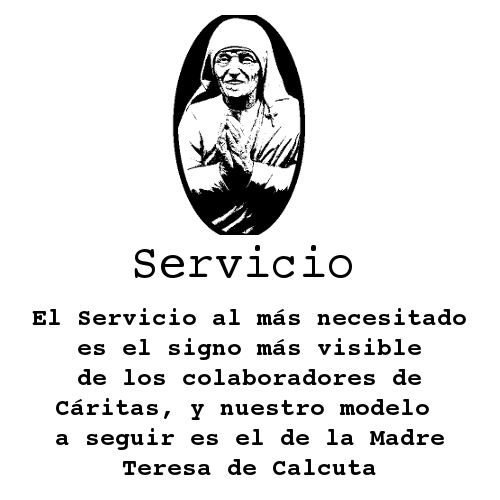 Servicio
El Servicio al más necesitado
es el signo más visible
de los colaboradores de
Cáritas, y nuestro modelo
a seguir es el de la Madre
Teresa de Calcuta